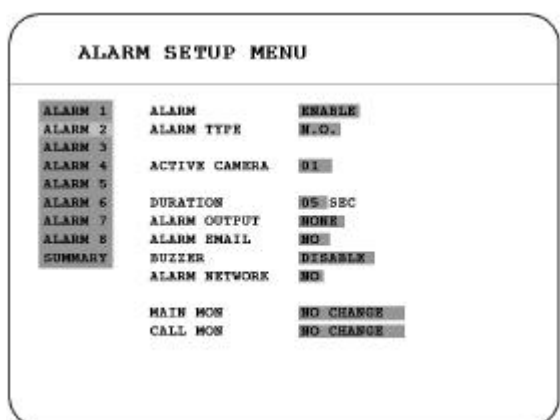 ALARM SETUP MENU
ALARM 1 ALARM ENABLE
ALARM 2 ALARM TYPE N.O.
ALARM 3
ALARM 4 ACTIVE CAMERA 01
ALARM 5
ALARM 6 DURATION 05 SEC
ALARM 7 ALARM OUTPUT NONE
ALARM 8 ALARM EMAIL NO
SUMMARY BUZZER DISABLE
ALARM NETWORK NO
MAIN MON NO CHANGE
CALL MON NO CHANGE